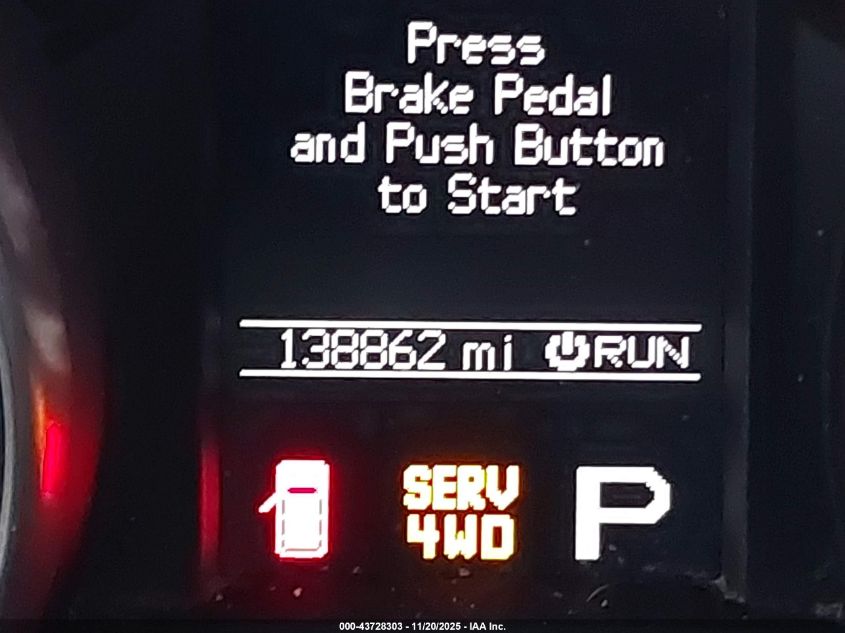 Press
Brake Pedal
and Push Button
to Start
138862 mi RUN
SERV
4WD
P
000-43728303 - 11/20/2025 - IAA Inc.